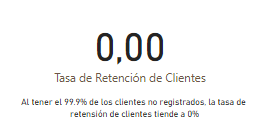 0,00
Tasa de Retención de Clientes
Al tener el 99.9% de los clientes no registrados, la tasa de
retensión de clientes tiende a 0%